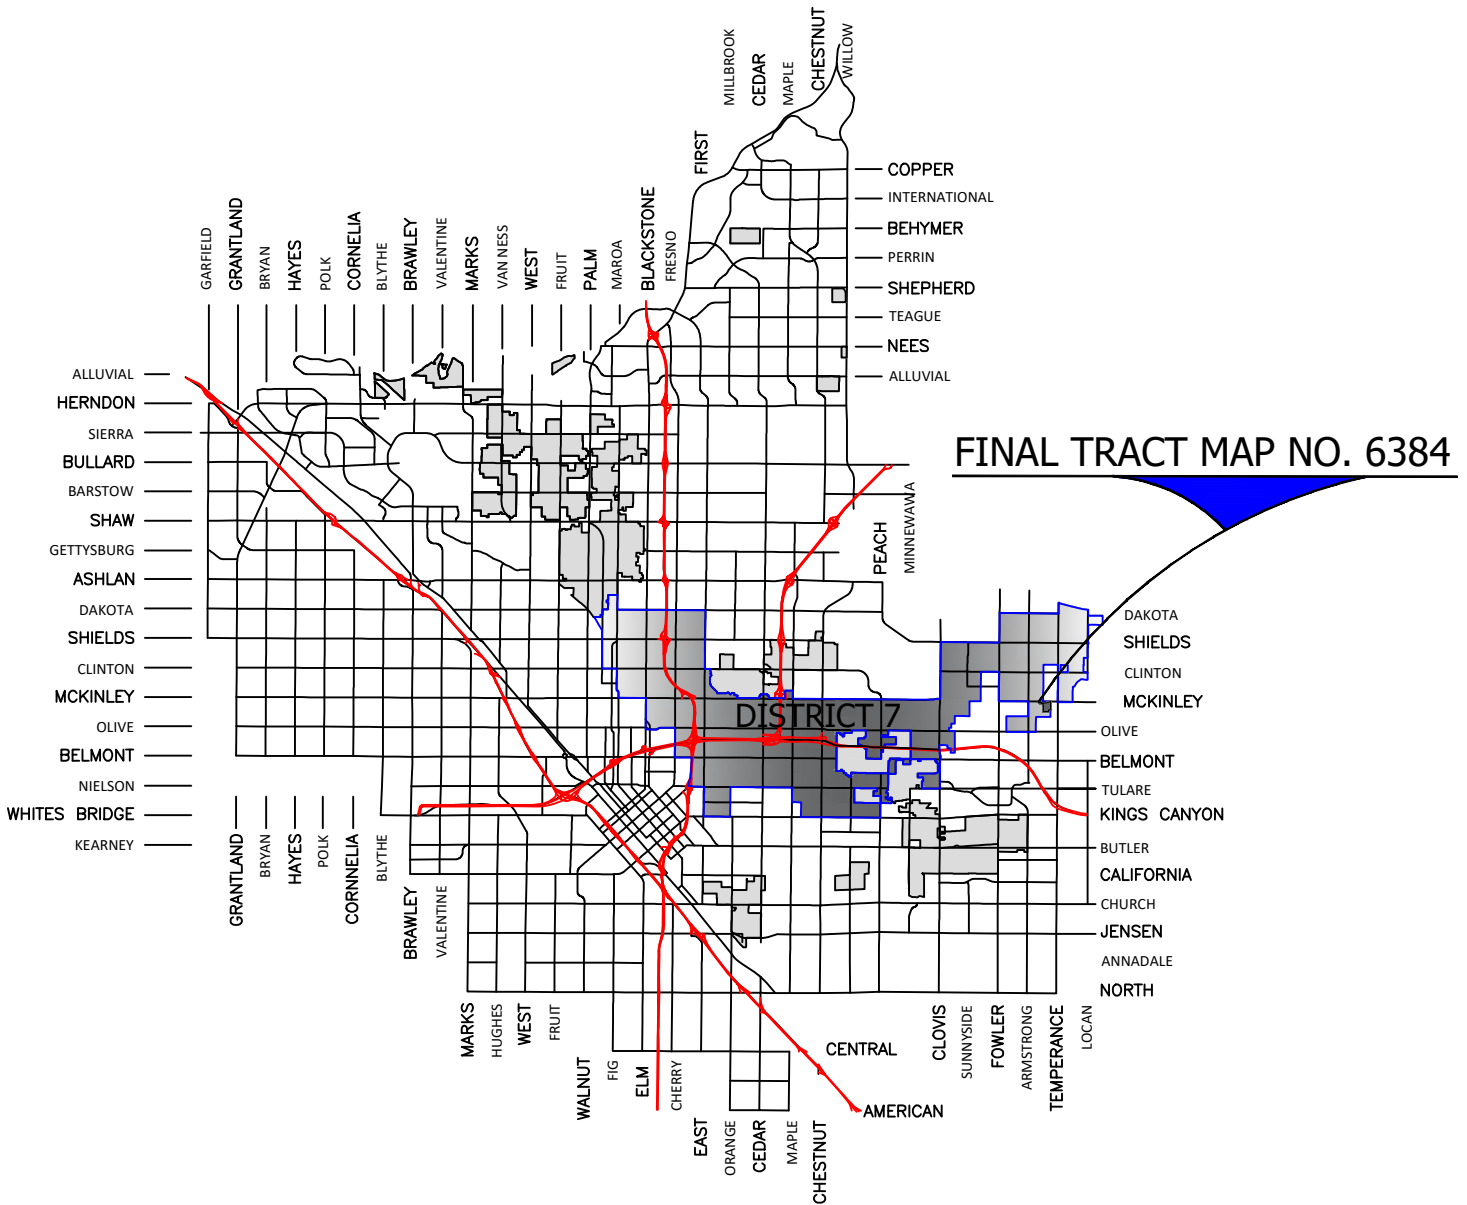 MILLBROOK
CEDAR
MAPLE
CHESTNUT
WILLOW
FIRST
COPPER
INTERNATIONAL
BEHYMER
PERRIN
SHEPHERD
TEAGUE
NEES
ALLUVIAL
GARFIELD
GRANTLAND
BRYAN
HAYES
POLK
CORNELIA
BLYTHE
BRAWLEY
VALENTINE
MARKS
VAN NESS
WEST
FRUIT
PALM
MAROA
BLACKSTONE
FRESNO
ALLUVIAL
HERNDON
SIERRA
BULLARD
BARSTOW
SHAW
GETTYSBURG
ASHLAN
DAKOTA
SHIELDS
CLINTON
MCKINLEY
OLIVE
BELMONT
NIELSON
WHITES BRIDGE
KEARNEY
FINAL TRACT MAP NO. 6384
PEACH
MINNEWAWA
DISTRICT 7
DAKOTA
SHIELDS
CLINTON
MCKINLEY
OLIVE
BELMONT
TULARE
KINGS CANYON
BUTLER
CALIFORNIA
CHURCH
JENSEN
ANNADALE
NORTH
GRANTLAND
BRYAN
HAYES
POLK
CORNNELIA
BLYTHE
BRAWLEY
VALENTINE
MARKS
HUGHES
WEST
FRUIT
WALNUT
FIG
ELM
CHERRY
EAST
ORANGE
CEDAR
MAPLE
CHESTNUT
CENTRAL
AMERICAN
CLOVIS
SUNNYSIDE
FOWLER
ARMSTRONG
TEMPERANCE
LOCAN